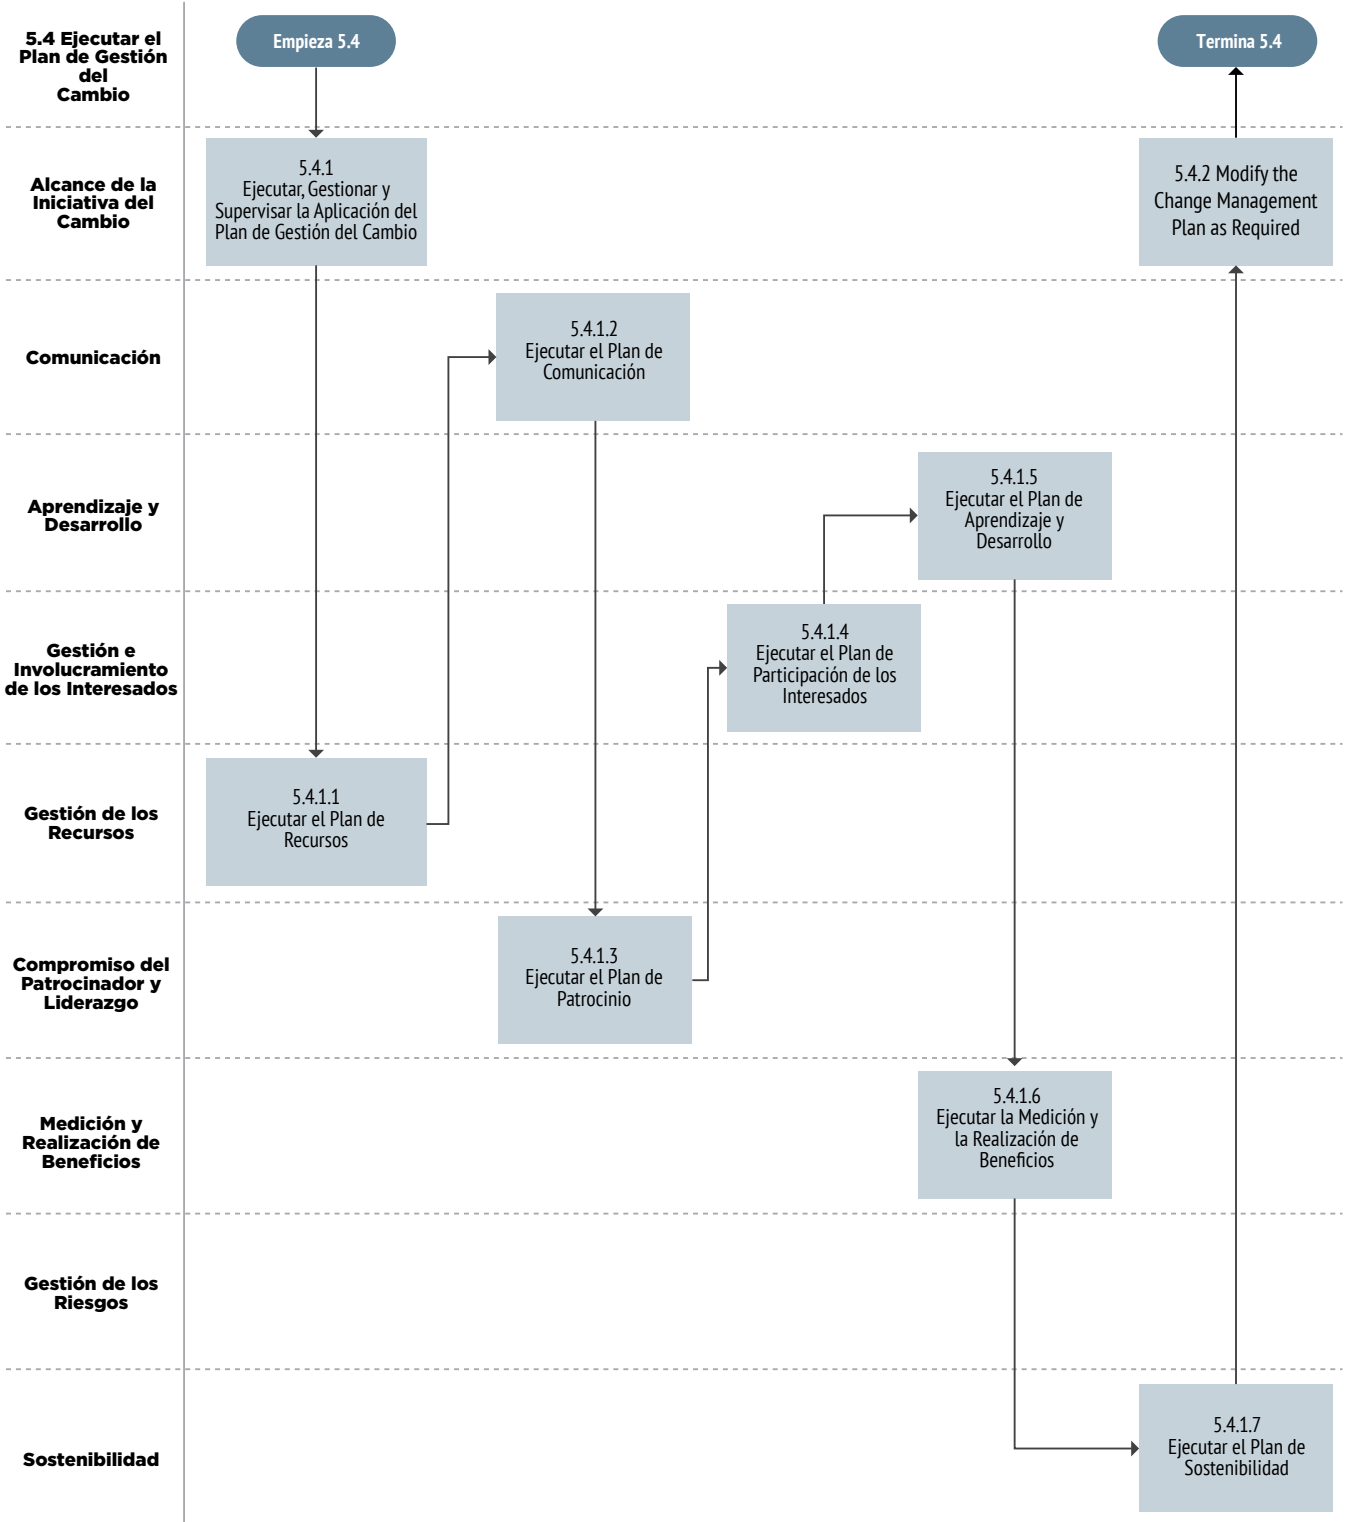 5.4 Ejecutar el
Plan de Gestión
del
Cambio
Empieza 5.4
Termina 5.4
Alcance de la
Iniciativa del
Cambio
5.4.1
Ejecutar, Gestionar y
Supervisar la Aplicación del
Plan de Gestión del Cambio
5.4.2 Modify the
Change Management
Plan as Required
Comunicación
5.4.1.2
Ejecutar el Plan de
Comunicación
Aprendizaje y
Desarrollo
5.4.1.5
Ejecutar el Plan de
Aprendizaje y
Desarrollo
Gestión e
Involucramiento
de los Interesados
5.4.1.4
Ejecutar el Plan de
Participación de los
Interesados
Gestión de los
Recursos
5.4.1.1
Ejecutar el Plan de
Recursos
Compromiso del
Patrocinador y
Liderazgo
5.4.1.3
Ejecutar el Plan de
Patrocinio
Medición y
Realización de
Beneficios
5.4.1.6
Ejecutar la Medición y
la Realización de
Beneficios
Gestión de los
Riesgos
Sostenibilidad
5.4.1.7
Ejecutar el Plan de
Sostenibilidad